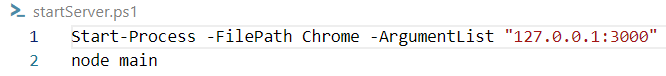 startServer.ps1
1 Start-Process -FilePath Chrome -ArgumentList "127.0.0.1:3000"
2 node main